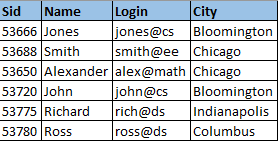 Sid Name Login City
53666 Jones jones@cs Bloomington
53688 Smith smith@ee Chicago
53650 Alexander alex@math Chicago
53720 John john@cs Bloomington
53775 Richard rich@ds Indianapolis
53780 Ross ross@ds Columbus